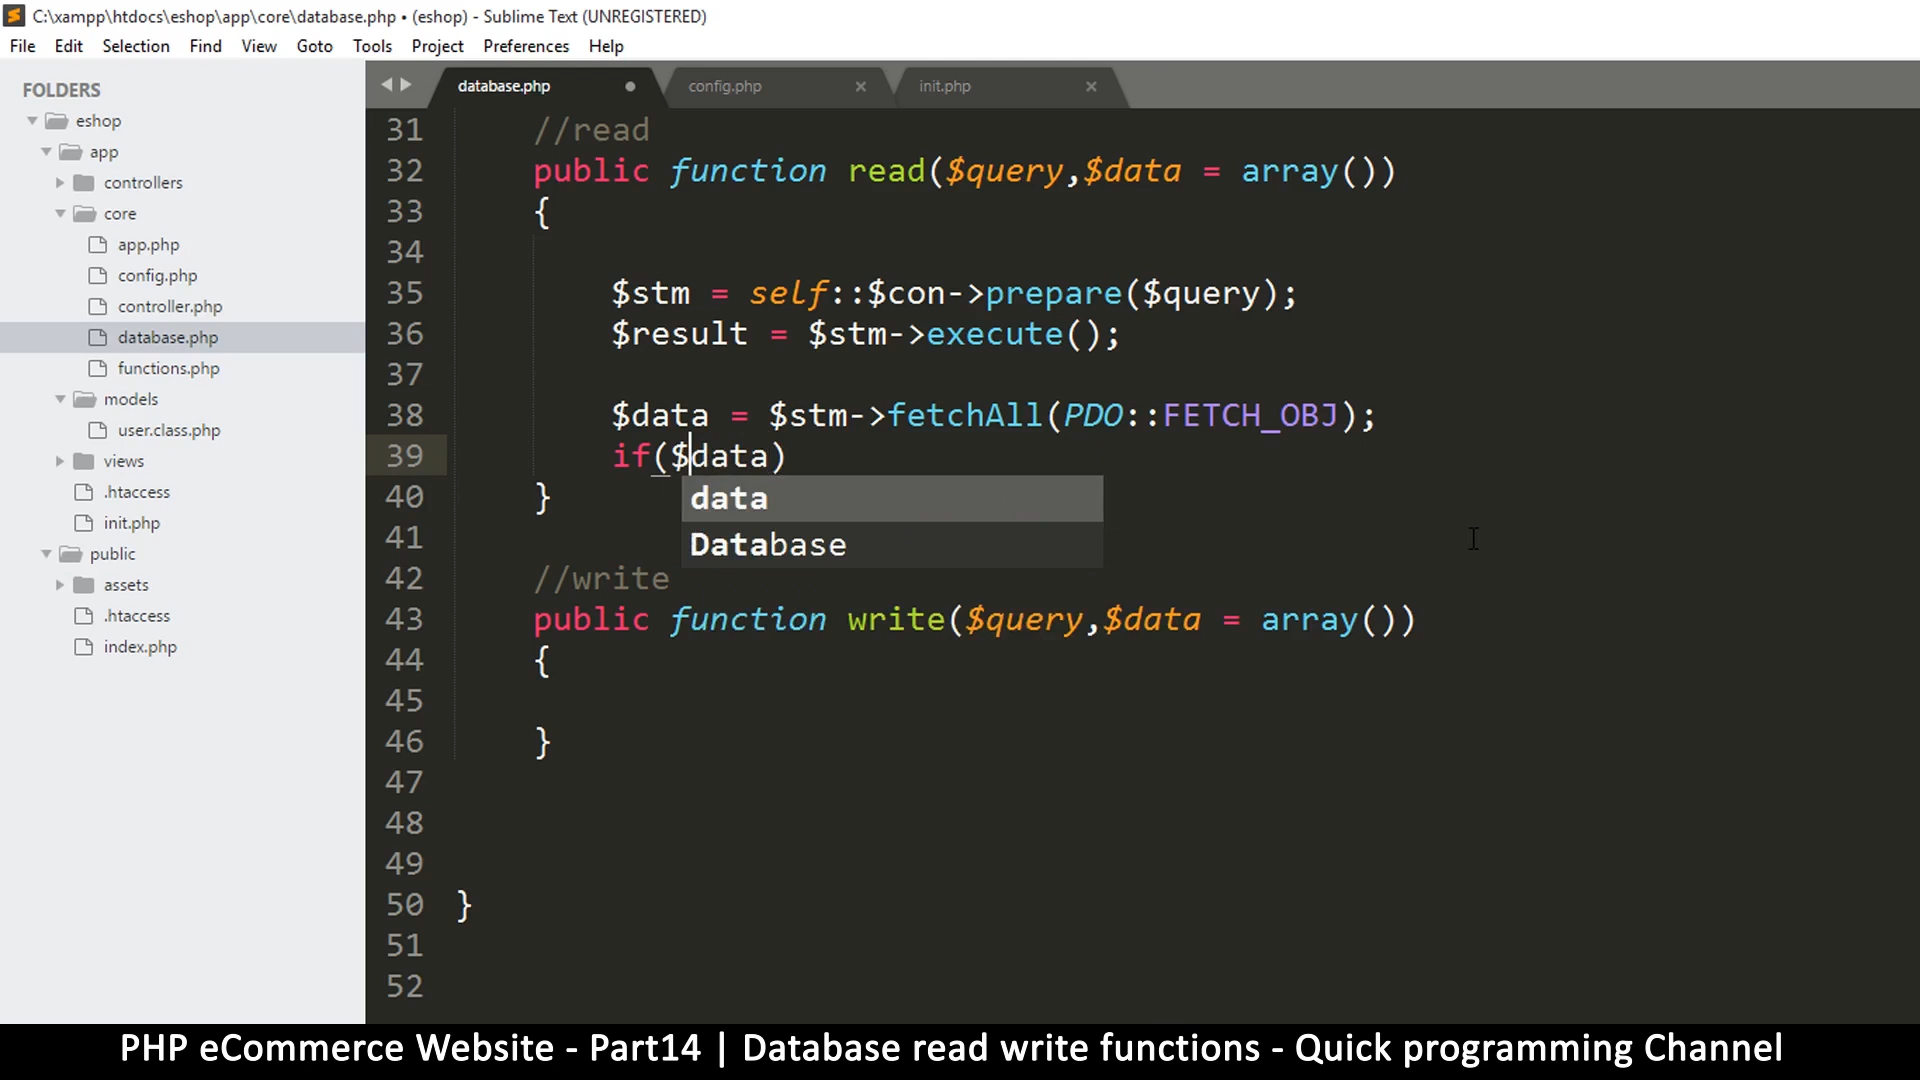 C:\xampp\htdocs\eshop\app\core\database.php • (eshop) - Sublime Text (UNREGISTERED)
File Edit Selection Find View Goto Tools Project Preferences Help
FOLDERS
eshop
app
controllers
core
app.php
config.php
controller.php
database.php
functions.php
models
user.class.php
views
.htaccess
init.php
public
assets
.htaccess
index.php
database.php config.php init.php
31 //read
32 public function read($query,$data = array())
33 {
34
35 $stm = self::$con->prepare($query);
36 $result = $stm->execute();
37
38 $data = $stm->fetchAll(PDO::FETCH_OBJ);
39 if($data)
data
Database
40 }
41
42 //write
43 public function write($query,$data = array())
44 {
45
46 }
47
48
49
50 }
51
52
PHP eCommerce Website - Part14 | Database read write functions - Quick programming Channel